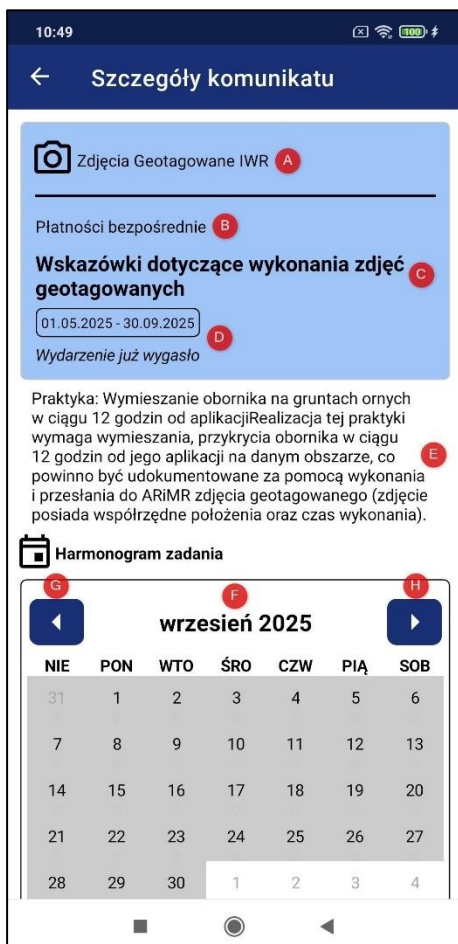 10:49
100
Szczegóły komunikatu
Zdjęcia Geotagowane IWR A
Płatności bezpośrednie B
Wskazówki dotyczące wykonania zdjęć C
geotagowanych
01.05.2025 - 30.09.2025
D
Wydarzenie już wygasło
Praktyka: Wymieszanie obornika na gruntach ornych
w ciągu 12 godzin od aplikacjiRealizacja tej praktyki
wymaga wymieszania, przykrycia obornika w ciągu
12 godzin od jego aplikacji na danym obszarze, co E
powinno być udokumentowane za pomocą wykonania
i przesłania do ARiMR zdjęcia geotagowanego (zdjęcie
posiada współrzędne położenia oraz czas wykonania).
Harmonogram zadania
G F H
wrzesień 2025
NIE PON WTO ŚRO CZW PIĄ SOB
31 1 2 3 4 5 6
7 8 9 10 11 12 13
14 15 16 17 18 19 20
21 22 23 24 25 26 27
28 29 30 1 2 3 4